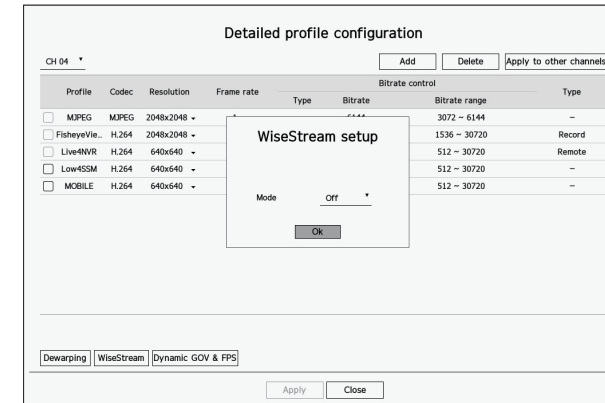 Detailed profile configuration
CH 04 Add Delete Apply to other channels
Profile Codec Resolution Frame rate Bitrate control Type
Type Bitrate Bitrate range
MJPEG MJPEG 2048x2048 3072 ~ 6144 –
FisheyeVie.. H.264 2048x2048 1536 ~ 30720 Record
Live4NVR H.264 640x640 512 ~ 30720 Remote
Low4SSM H.264 640x640 512 ~ 30720 –
MOBILE H.264 640x640 512 ~ 30720 –
WiseStream setup
Mode Off
Ok
Dewarping WiseStream Dynamic GOV & FPS
Apply Close